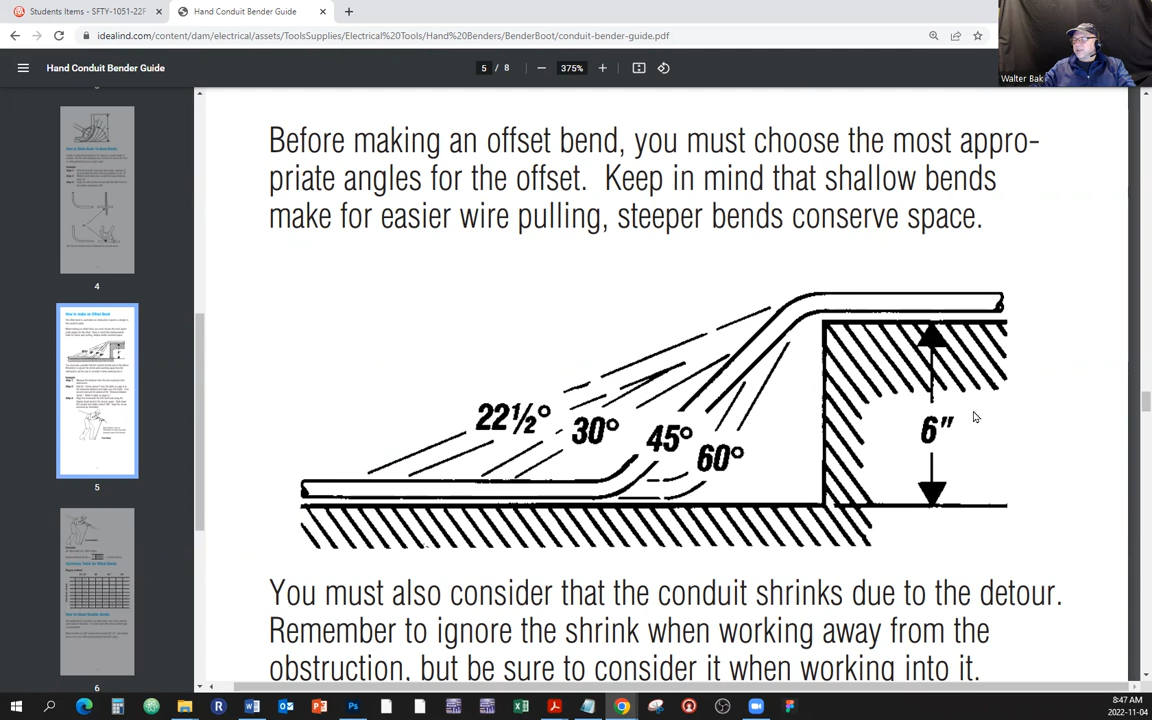 Students Items - SFTY-1051-22F
Hand Conduit Bender Guide
idealind.com/content/dam/electrical/assets/ToolsSupplies/Electrical%20Tools/Hand%20Benders/BenderBoot/conduit-bender-guide.pdf
Walter Bak
Hand Conduit Bender Guide
5 / 8
375%
4
5
6
Before making an offset bend, you must choose the most appro-
priate angles for the offset. Keep in mind that shallow bends
make for easier wire pulling, steeper bends conserve space.
22½°
30°
45°
60°
6"
You must also consider that the conduit shrinks due to the detour.
Remember to ignore the shrink when working away from the
obstruction, but be sure to consider it when working into it.
8:47 AM
2022-11-04